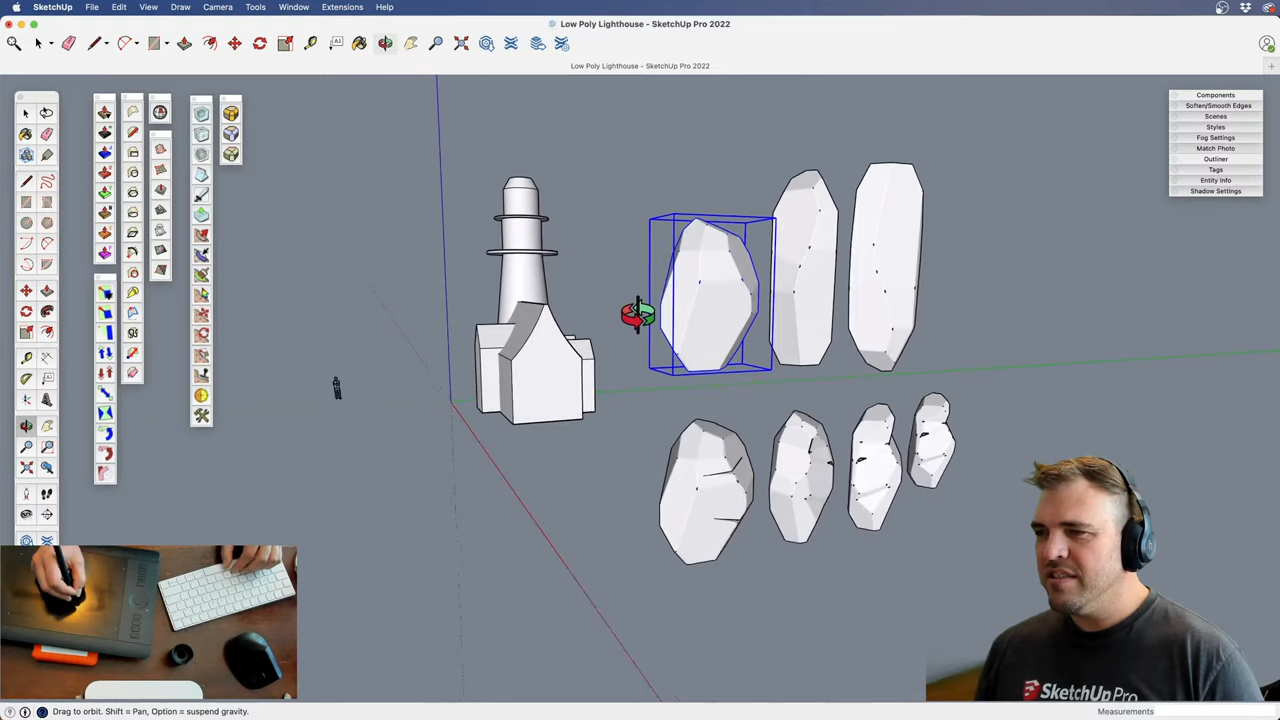 SketchUp File Edit View Draw Camera Tools Window Extensions Help
Low Poly Lighthouse - SketchUp Pro 2022
Low Poly Lighthouse - SketchUp Pro 2022
Components
Soften/Smooth Edges
Scenes
Styles
Fog Settings
Match Photo
Outliner
Tags
Entity Info
Shadow Settings
SketchUp Pro
Drag to orbit. Shift = Pan, Option = suspend gravity.
Measurements